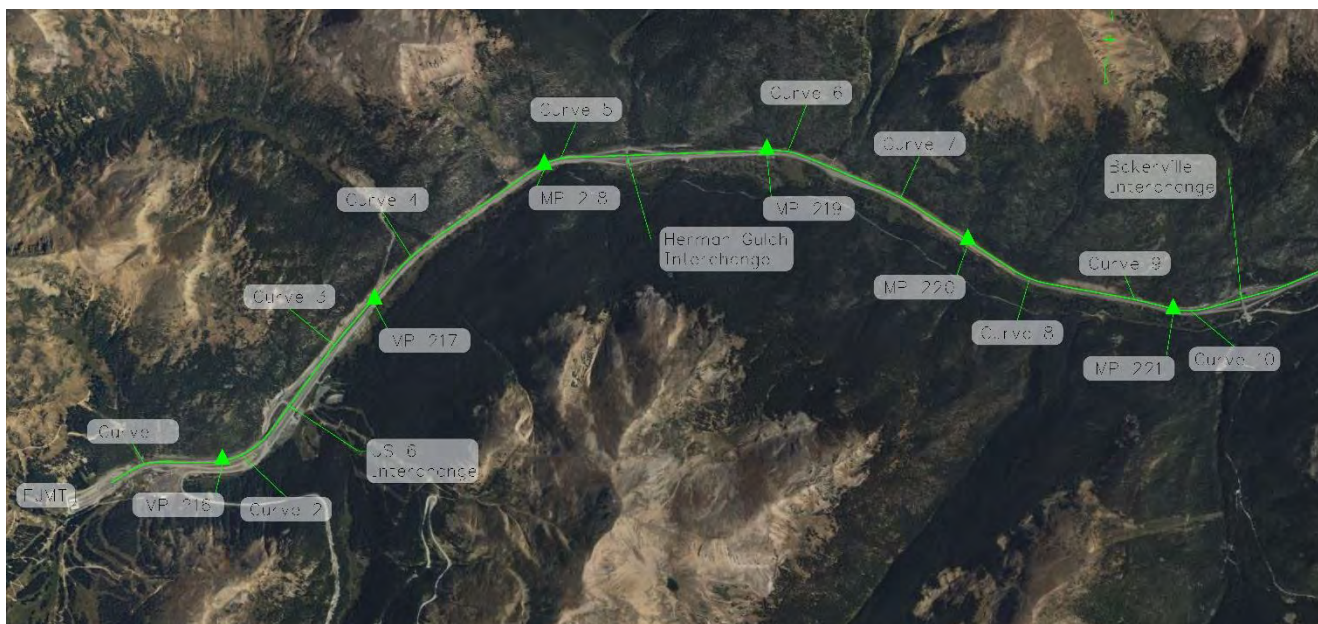 Curve 6
Curve 5
Curve 7
Bakerville
Interchange
Curve 4
MP 218
MP 219
Herman Gulch
Interchange
Curve 9
Curve 3
MP 220
Curve 8
MP 217
MP 221
Curve 10
Curve
US 6
Interchange
EJMT
MP 216
Curve 2